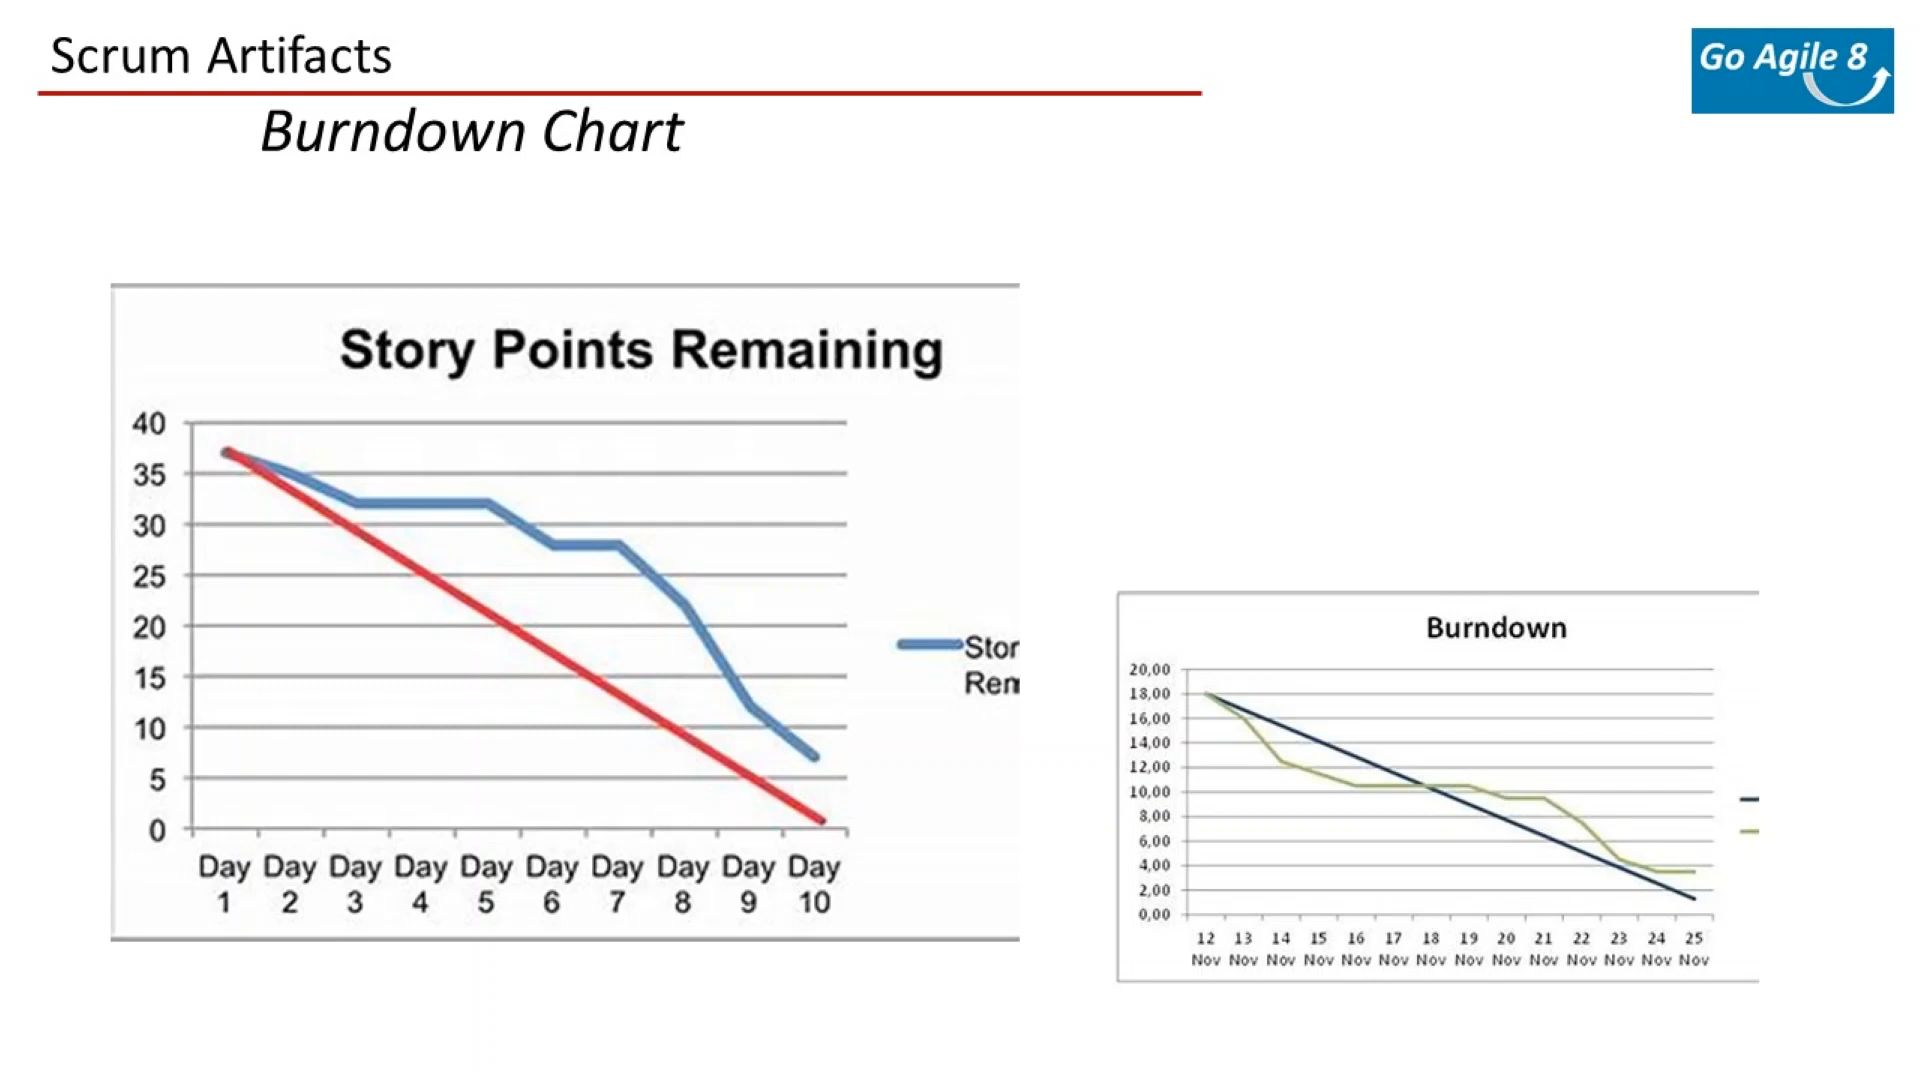 Scrum Artifacts
Go Agile 8
Burndown Chart
Story Points Remaining
40
35
30
25
20
15
10
5
0
Day Day Day Day Day Day Day Day Day Day
1 2 3 4 5 6 7 8 9 10
Stor
Rem
Burndown
20,00
18,00
16,00
14,00
12,00
10,00
8,00
6,00
4,00
2,00
0,00
12 13 14 15 16 17 18 19 20 21 22 23 24 25
Nov Nov Nov Nov Nov Nov Nov Nov Nov Nov Nov Nov Nov Nov